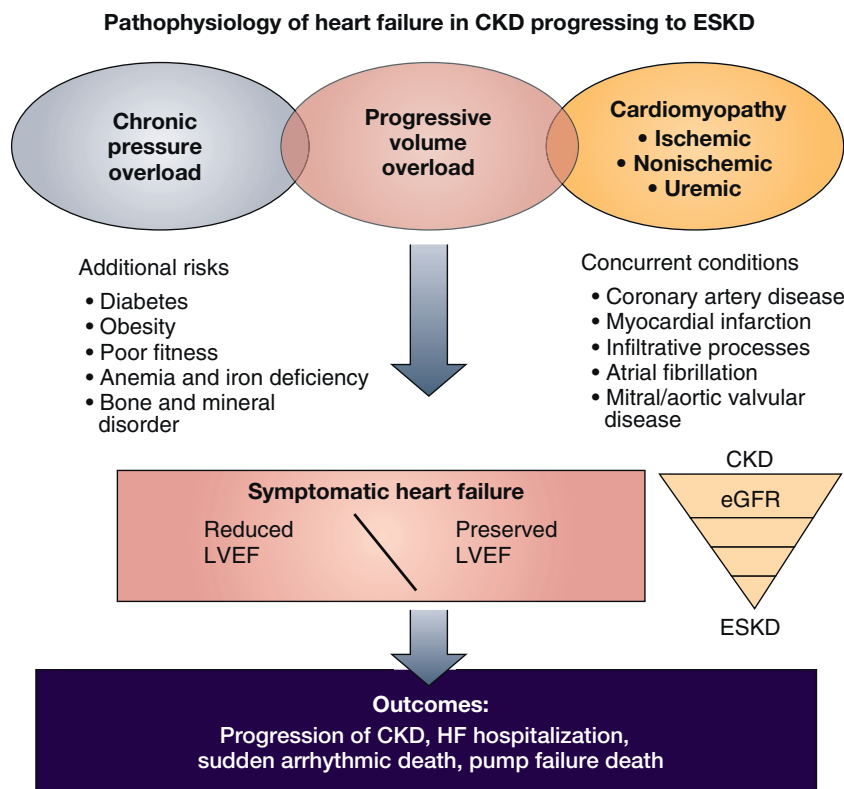 Pathophysiology of heart failure in CKD progressing to ESKD
Chronic
pressure
overload
Progressive
volume
overload
Cardiomyopathy
• Ischemic
• Nonischemic
• Uremic
Additional risks
• Diabetes
• Obesity
• Poor fitness
• Anemia and iron deficiency
• Bone and mineral
disorder
Concurrent conditions
• Coronary artery disease
• Myocardial infarction
• Infiltrative processes
• Atrial fibrillation
• Mitral/aortic valvular
disease
Symptomatic heart failure
Reduced
LVEF
Preserved
LVEF
CKD
eGFR
ESKD
Outcomes:
Progression of CKD, HF hospitalization,
sudden arrhythmic death, pump failure death